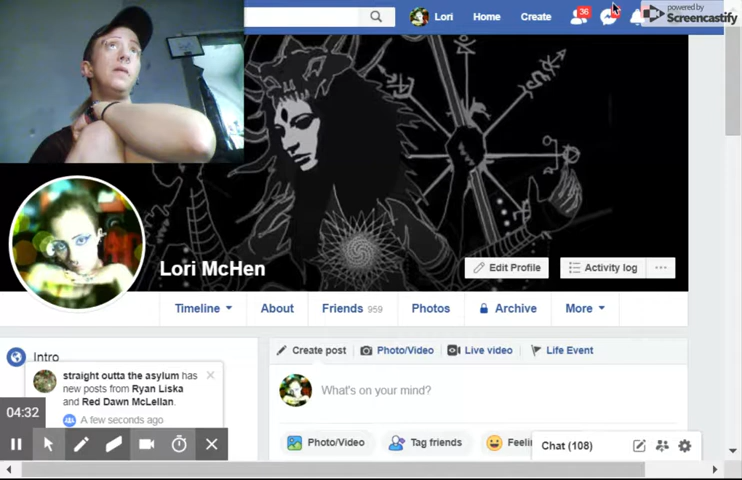 powered by
Screencastify
Lori
Home
Create
36
Lori McHen
Edit Profile
Activity log
Timeline
About
Friends 959
Photos
Archive
More
Intro
Create post
Photo/Video
Live video
Life Event
straight outta the asylum has
new posts from Ryan Liska
and Red Dawn McLellan.
A few seconds ago
What's on your mind?
04:32
Photo/Video
Tag friends
Feelin
Chat (108)